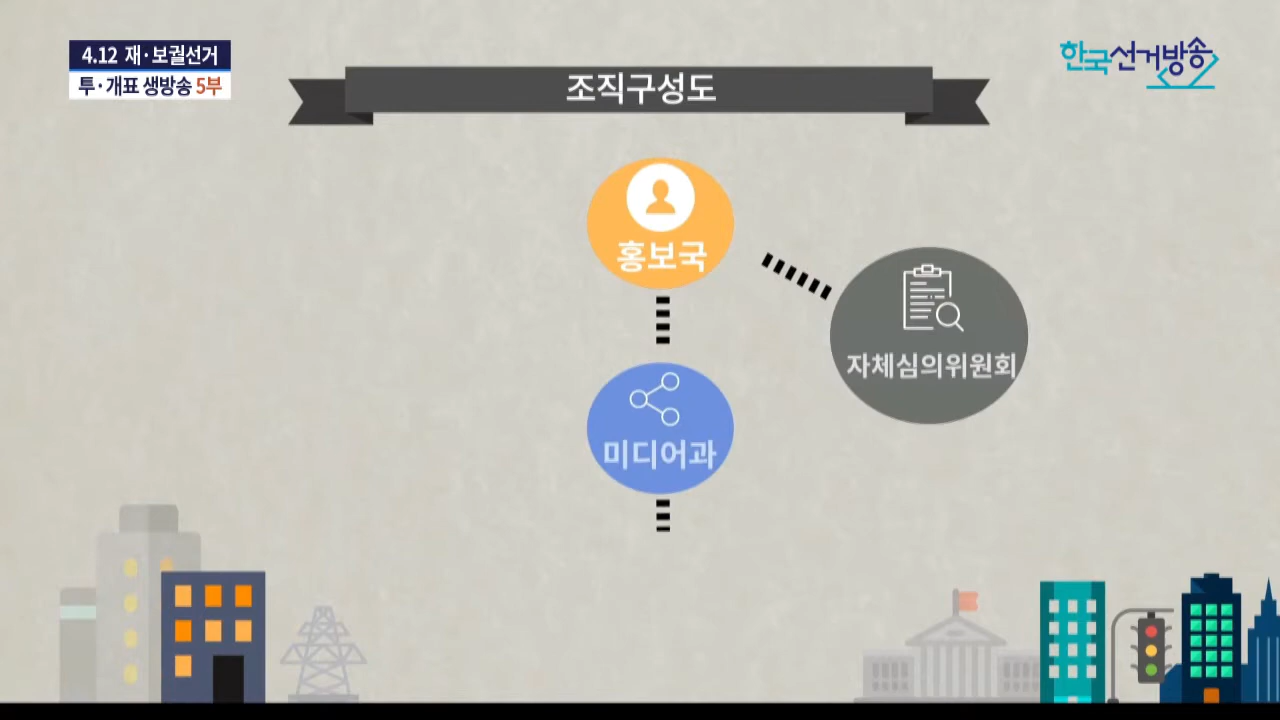 4.12 재·보궐선거
투·개표 생방송 5부
한국선거방송
조직구성도
홍보국
자체심의위원회
미디어과